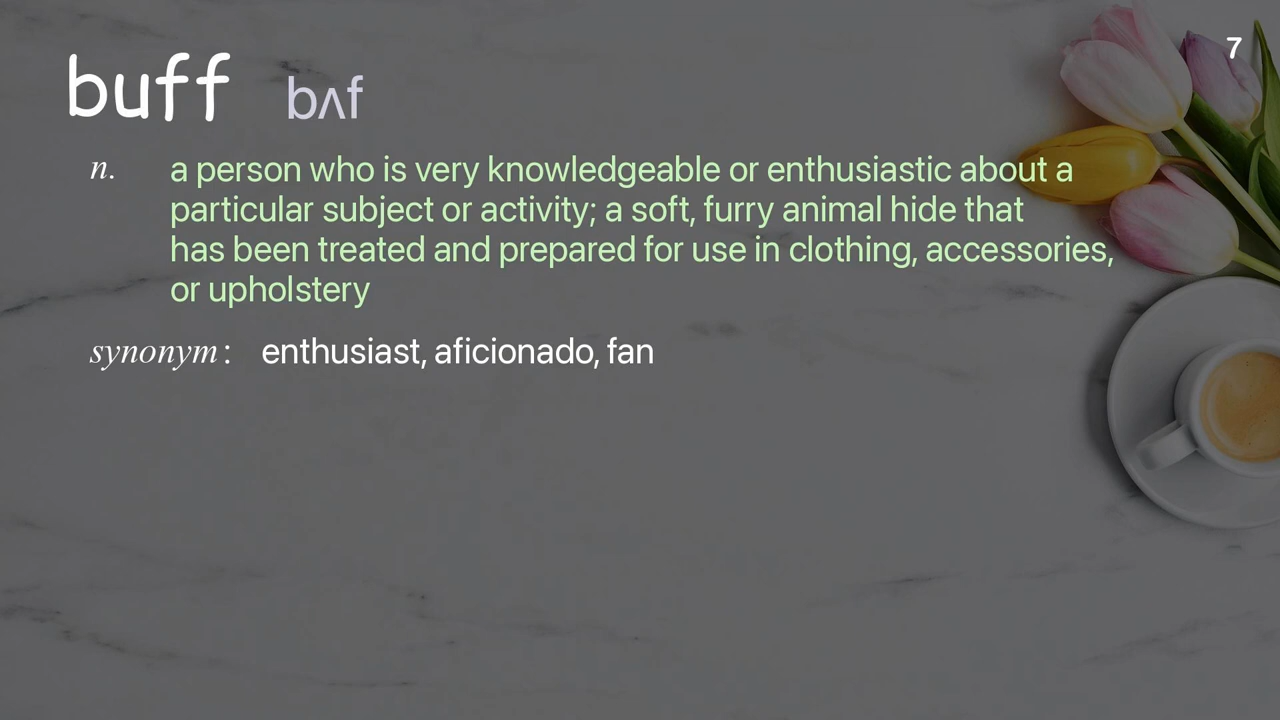 7
buff bʌf
n. a person who is very knowledgeable or enthusiastic about a
particular subject or activity; a soft, furry animal hide that
has been treated and prepared for use in clothing, accessories,
or upholstery
synonym: enthusiast, aficionado, fan